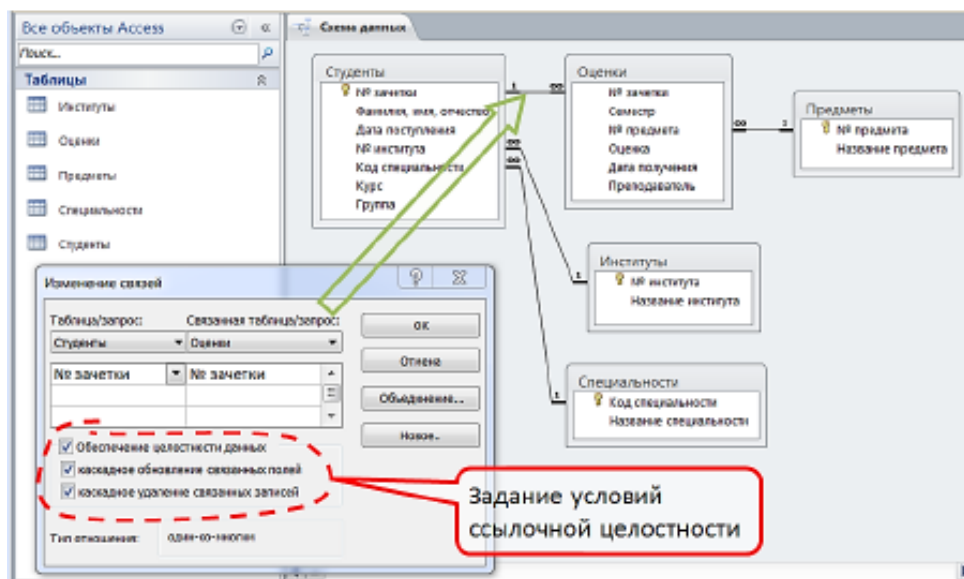 Все объекты Access
Поиск...
Таблицы
Институты
Оценки
Предметы
Специальности
Студенты
Схема данных
Студенты
№ зачетки
Фамилия, имя, отчество
Дата поступления
№ института
Код специальности
Курс
Группа
1
∞
Оценки
№ зачетки
Семестр
№ предмета
Оценка
Дата получения
Преподаватель
∞
1
Предметы
№ предмета
Название предмета
∞
∞
1
Институты
№ института
Название института
1
Специальности
Код специальности
Название специальности
Изменение связей
Таблица/запрос:
Связанная таблица/запрос:
Студенты
Оценки
№ зачетки
№ зачетки
ОК
Отмена
Объединение...
Новое..
Обеспечение целостности данных
каскадное обновление связанных полей
каскадное удаление связанных записей
Тип отношения:
один-ко-многим
Задание условий
ссылочной целостности